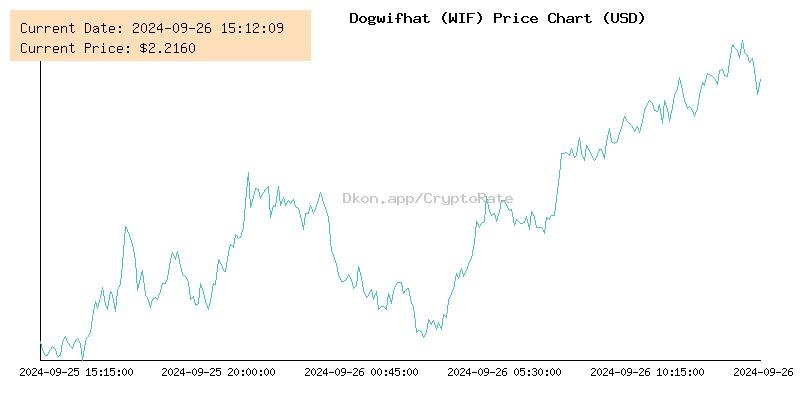 Dogwifhat (WIF) Price Chart (USD)
Current Date: 2024-09-26 15:12:09
Current Price: $2.2160
Dkon.app/CryptoRate
2024-09-25 15:15:00 2024-09-25 20:00:00 2024-09-26 00:45:00 2024-09-26 05:30:00 2024-09-26 10:15:00 2024-09-26